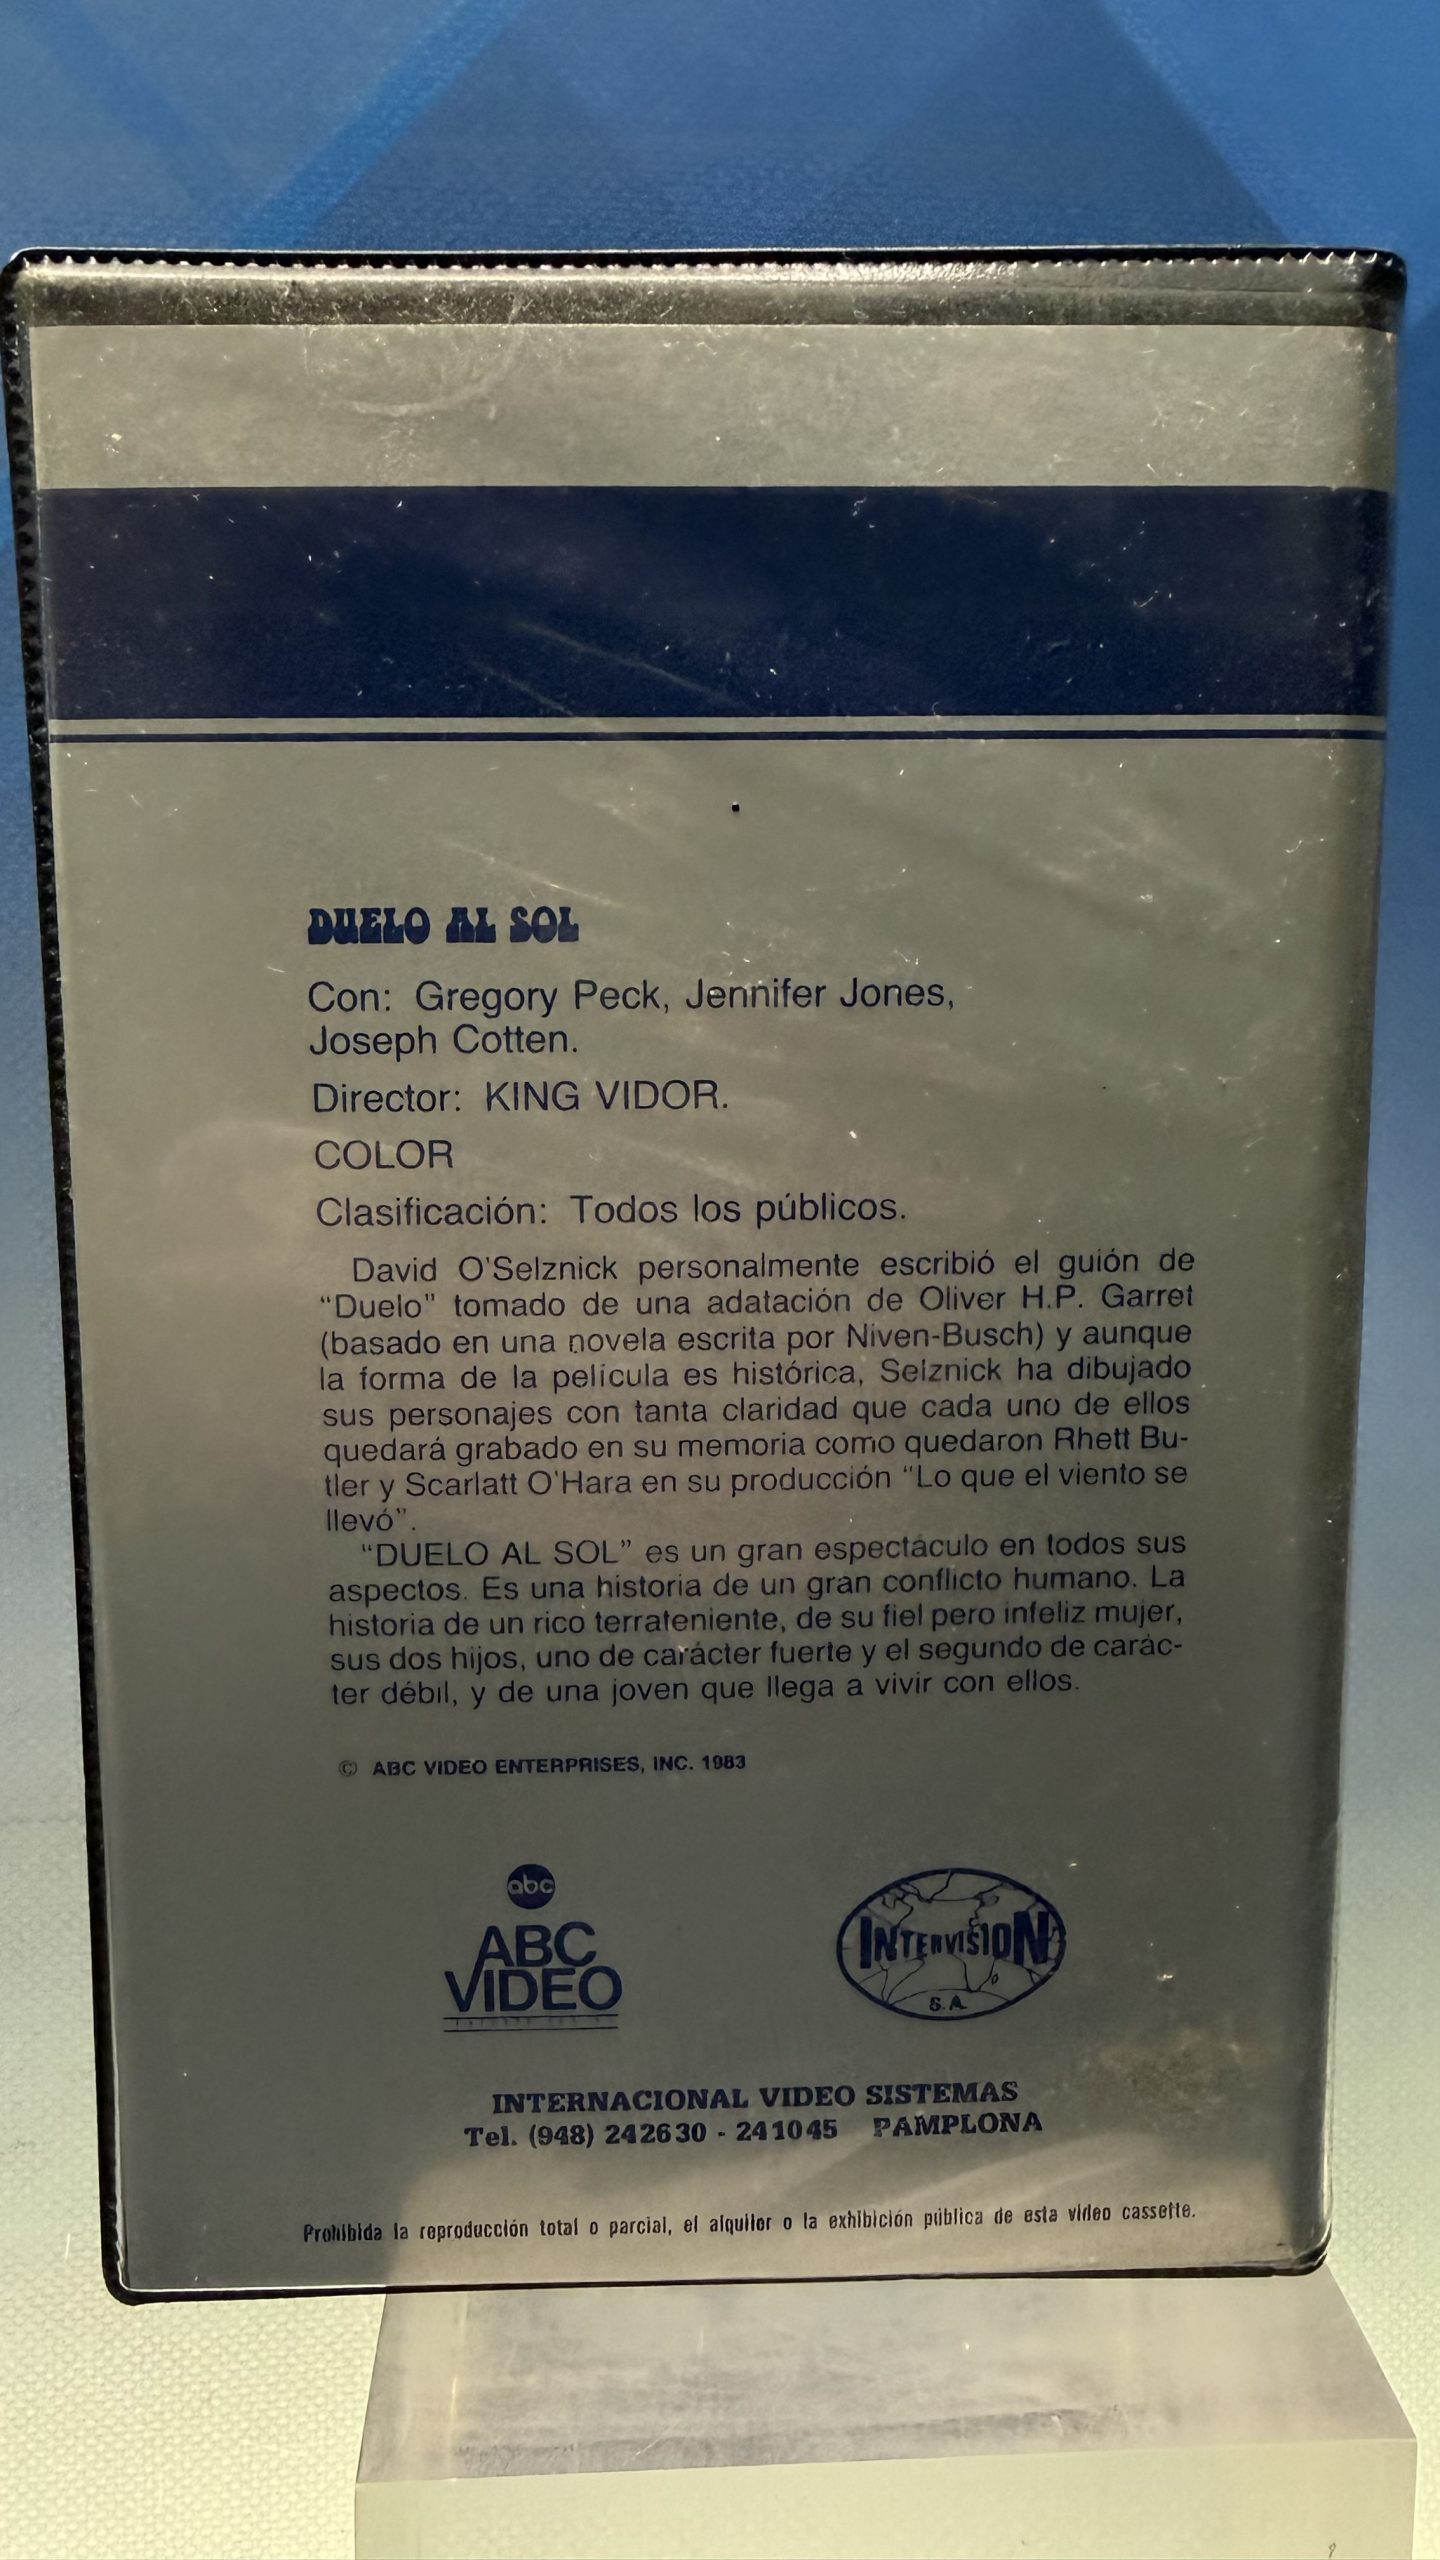 DUELO AL SOL
Con: Gregory Peck, Jennifer Jones,
Joseph Cotten.
Director: KING VIDOR.
COLOR
Clasificación: Todos los públicos.
David O'Selznick personalmente escribió el guión de
“Duelo” tomado de una adatación de Oliver H.P. Garret
(basado en una novela escrita por Niven-Busch) y aunque
la forma de la película es histórica, Selznick ha dibujado
sus personajes con tanta claridad que cada uno de ellos
quedará grabado en su memoria como quedaron Rhett Bu-
tler y Scarlatt O'Hara en su producción “Lo que el viento se
llevó”.
“DUELO AL SOL” es un gran espectáculo en todos sus
aspectos. Es una historia de un gran conflicto humano. La
historia de un rico terrateniente, de su fiel pero infeliz mujer,
sus dos hijos, uno de carácter fuerte y el segundo de carác-
ter débil, y de una joven que llega a vivir con ellos.
© ABC VIDEO ENTERPRISES, INC. 1983
abc
ABC
VIDEO
INTERVISION
S.A.
INTERNACIONAL VIDEO SISTEMAS
Tel. (948) 242630 - 241045 PAMPLONA
Prohibida la reproducción total o parcial, el alquiler o la exhibición pública de esta video cassette.